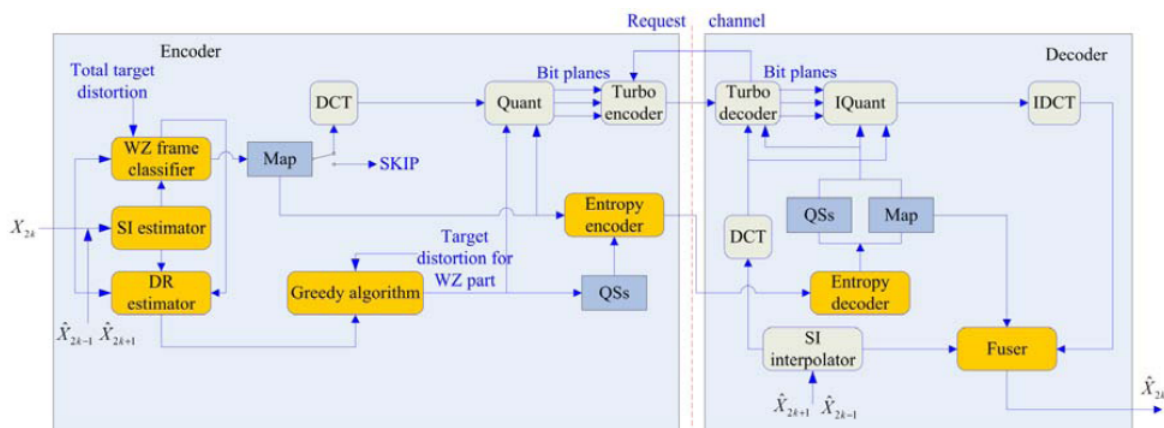 Request channel
Encoder
Decoder
Total target
distortion
DCT
Quant
Bit planes
Turbo
encoder
Turbo
decoder
Bit planes
IQuant
IDCT
WZ frame
classifier
Map
SKIP
X_{2k}
SI estimator
Entropy
encoder
DR
estimator
Greedy algorithm
Target
distortion for
WZ part
QSs
X̂_{2k-1} X̂_{2k+1}
DCT
QSs
Map
Entropy
decoder
SI
interpolator
Fuser
X̂_{2k+1} X̂_{2k-1}
X̂_{2k}